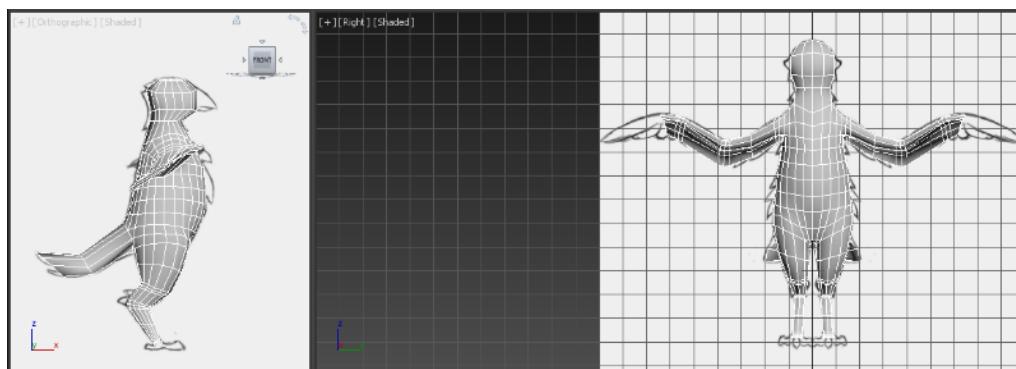 [+][Orthographic][Shaded]
FRONT
z
y x
[+][Right][Shaded]
z